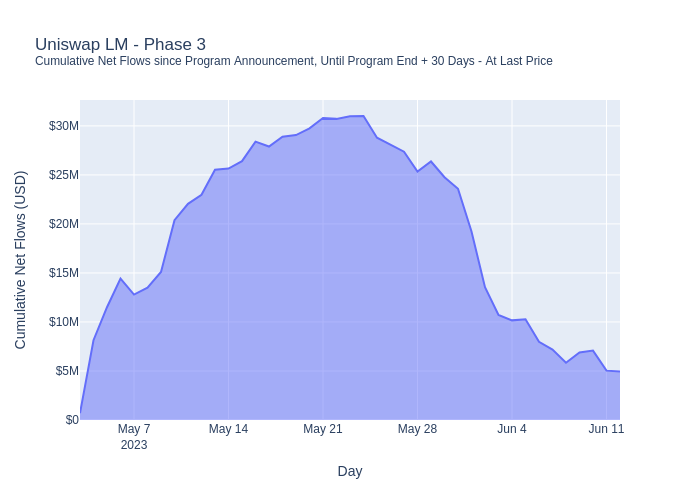 Uniswap LM - Phase 3
Cumulative Net Flows since Program Announcement, Until Program End + 30 Days - At Last Price
Cumulative Net Flows (USD)
$30M
$25M
$20M
$15M
$10M
$5M
$0
May 7
2023
May 14
May 21
May 28
Jun 4
Jun 11
Day